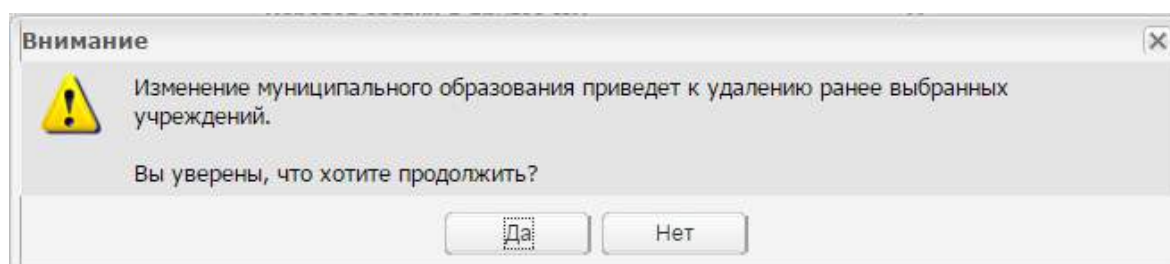 Внимание
Изменение муниципального образования приведет к удалению ранее выбранных
учреждений.
Вы уверены, что хотите продолжить?
Да
Нет